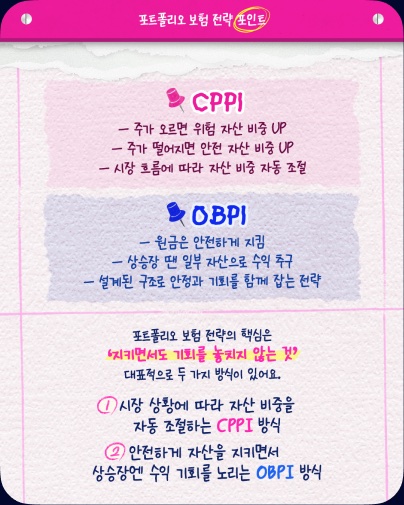 포트폴리오 보험 전략 포인트
CPPI
– 주가 오르면 위험 자산 비중 UP
– 주가 떨어지면 안전 자산 비중 UP
– 시장 흐름에 따라 자산 비중 자동 조절
OBPI
– 원금은 안전하게 지킴
– 상승장 땐 일부 자산으로 수익 추구
– 설계된 구조로 안정과 기회를 함께 잡는 전략
포트폴리오 보험 전략의 핵심은
‘지키면서도 기회를 놓치지 않는 것’
대표적으로 두 가지 방식이 있어요.
① 시장 상황에 따라 자산 비중을
자동 조절하는 CPPI 방식
② 안전하게 자산을 지키면서
상승장엔 수익 기회를 노리는 OBPI 방식